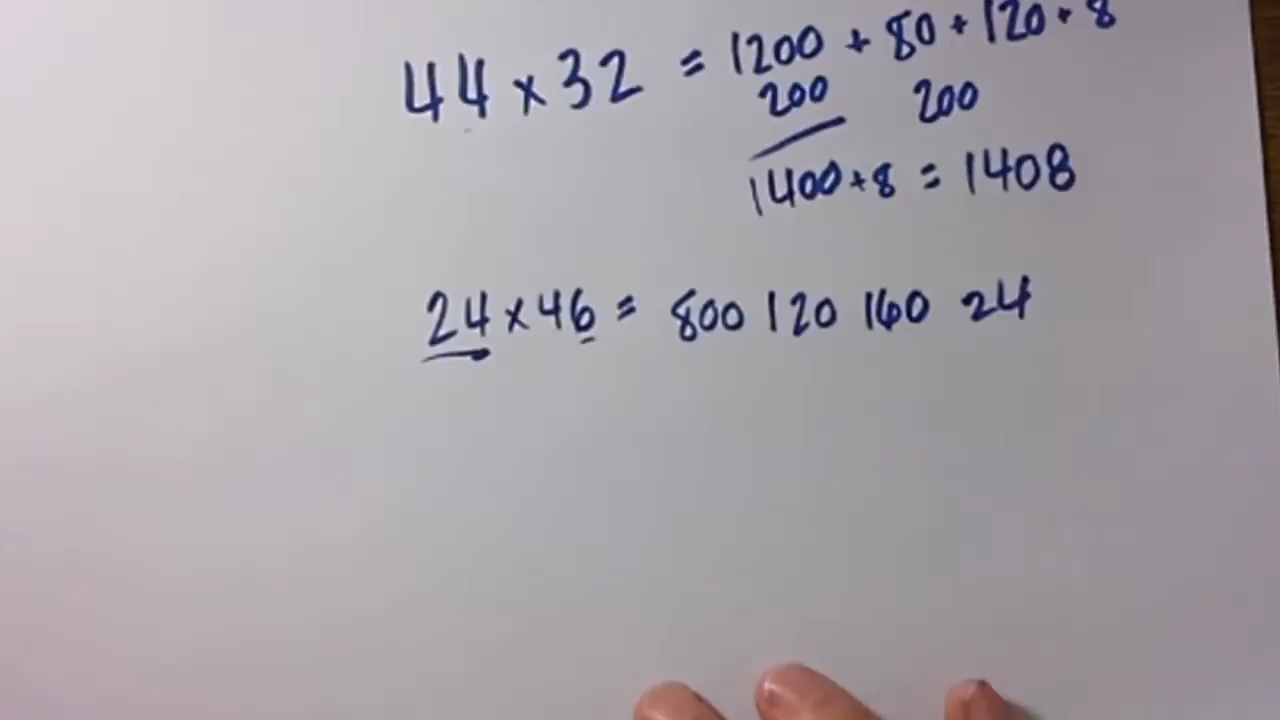 44 × 32 = 1200 + 80 + 120 + 8
200 200
1400 + 8 = 1408
24 × 46 = 800 120 160 24